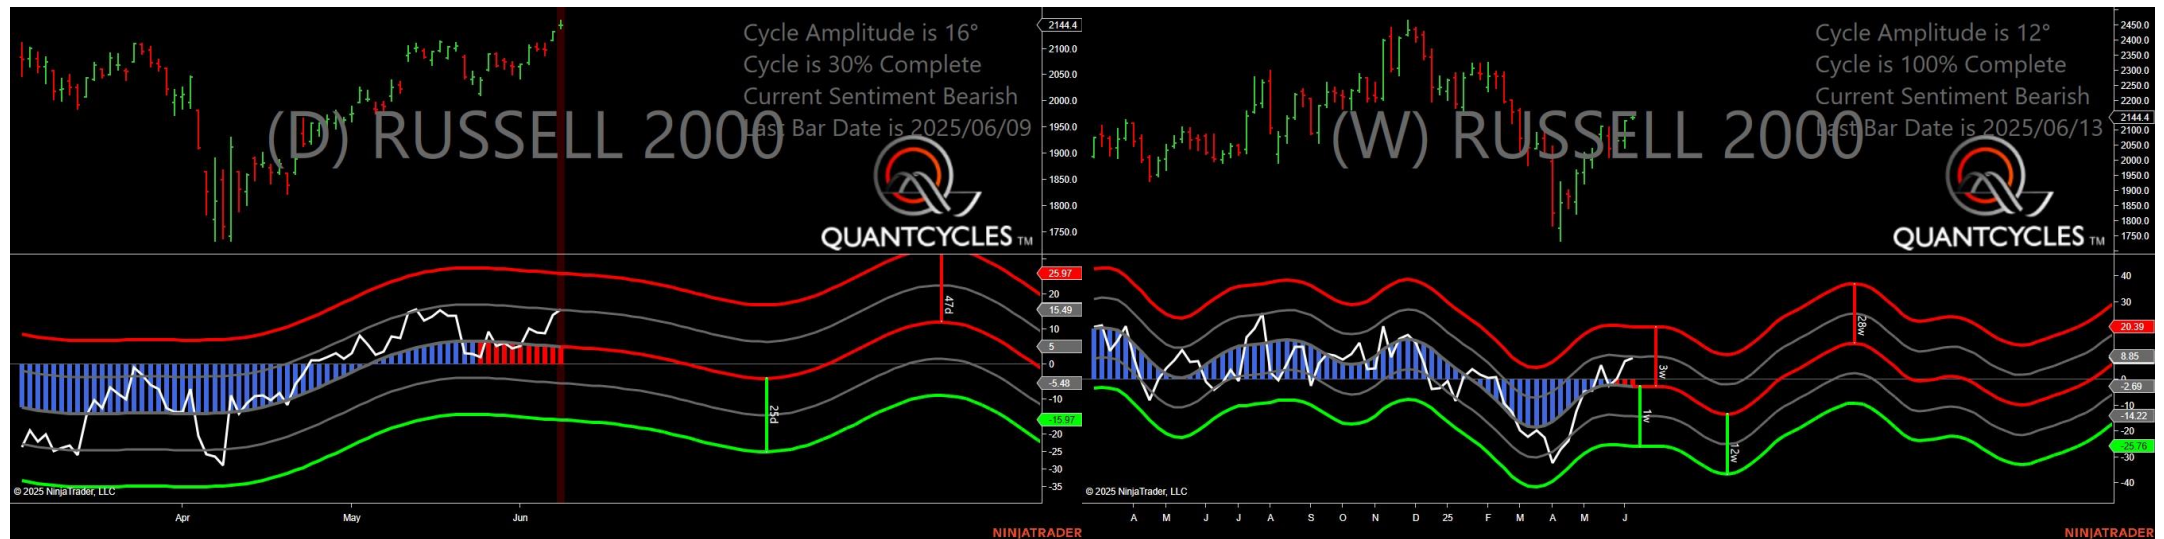 Cycle Amplitude is 16°
Cycle is 30% Complete
Current Sentiment Bearish
Last Bar Date is 2025/06/09
(D) RUSSELL 2000
QUANTCYCLES TM
2144.4
2100.0
2050.0
2000.0
1950.0
1900.0
1850.0
1800.0
1750.0
25.97
20
15.49
10
5
0
-5.48
-10
-15.97
-20
-25
-30
-35
47d
25d
© 2025 NinjaTrader, LLC
Apr
May
Jun
NINJATRADER
Cycle Amplitude is 12°
Cycle is 100% Complete
Current Sentiment Bearish
Last Bar Date is 2025/06/13
(W) RUSSELL 2000
QUANTCYCLES TM
2450.0
2400.0
2350.0
2300.0
2250.0
2200.0
2144.4
2100.0
2050.0
2000.0
1950.0
1900.0
1850.0
1800.0
1750.0
40
30
20.39
8.85
0
-2.69
-10
-14.22
-20
-25.76
-30
-40
3w
1w
12w
28w
© 2025 NinjaTrader, LLC
A M J J A S O N D 25 F M A M J
NINJATRADER